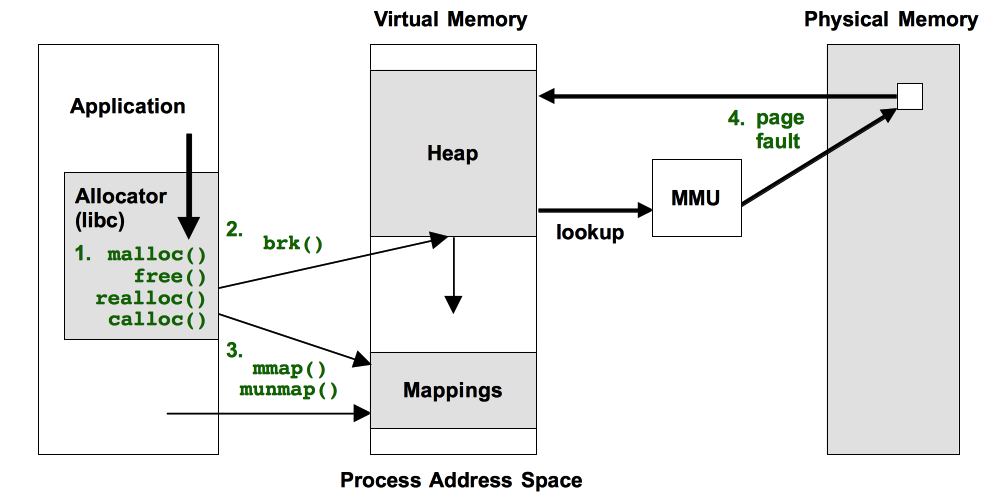 Virtual Memory
Physical Memory
Application
Allocator
(libc)
1. malloc()
free()
realloc()
calloc()
2.
brk()
3.
mmap()
munmap()
Heap
Mappings
lookup
MMU
4. page
fault
Process Address Space